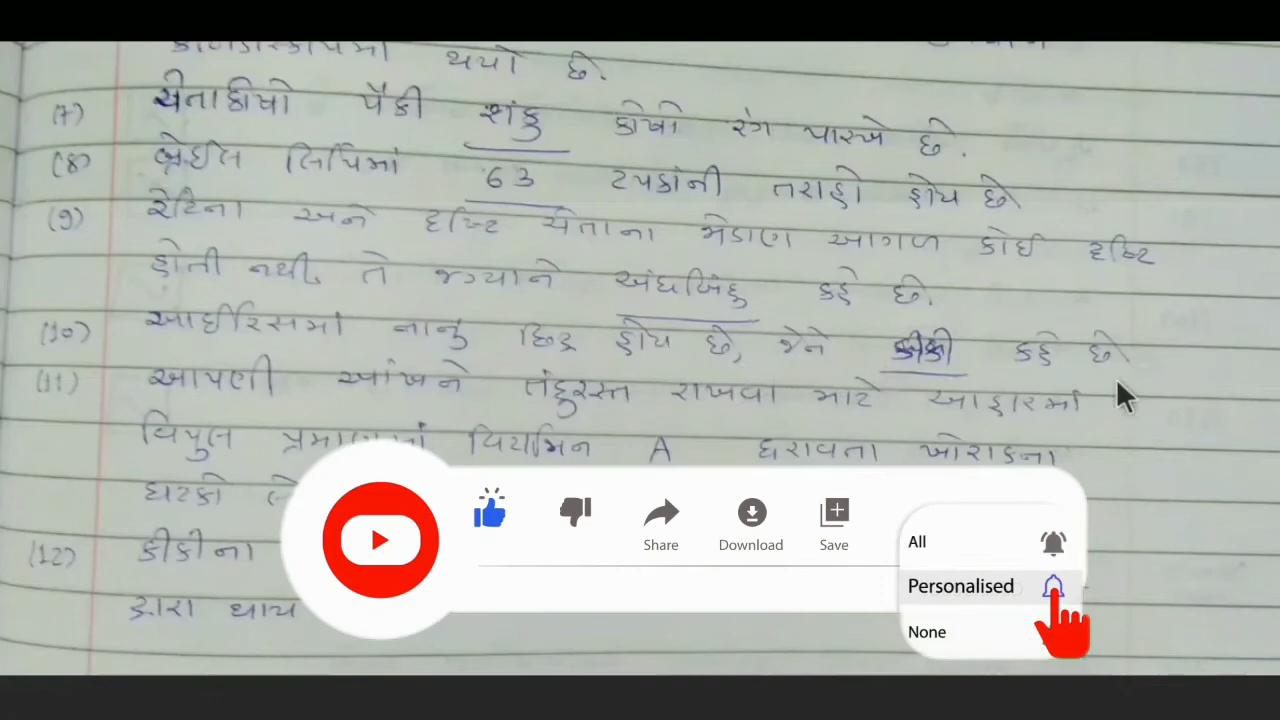 થયો છે.
(7) ચેતાકોષો પૈકી શંકુ કોષો રંગ પારખે છે.
(8) બ્રેઈલ લિપિમાં 63 ટપકાંની તરાહો હોય છે
(9) રેટિના અને દૃષ્ટિ ચેતાના જોડાણ આગળ કોઈ દૃષ્ટિ
હોતી નથી. તે જગ્યાને અંધબિંદુ કહે છે.
(10) આઈરિસમાં નાનું છિદ્ર હોય છે, જેને કીકી કહે છે
(11) આપણી આંખને તંદુરસ્ત રાખવા માટે આહારમાં
વિપુલ પ્રમાણમાં વિટામિન A ધરાવતા ખોરાકના
ઘટકો
(12) કીકીના
દ્વારા થાય
Share Download Save
All
Personalised
None